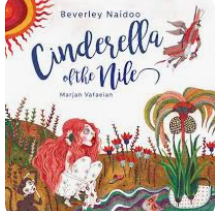 Beverley Naidoo
Cinderella
of the Nile
Marjan Vafaeian